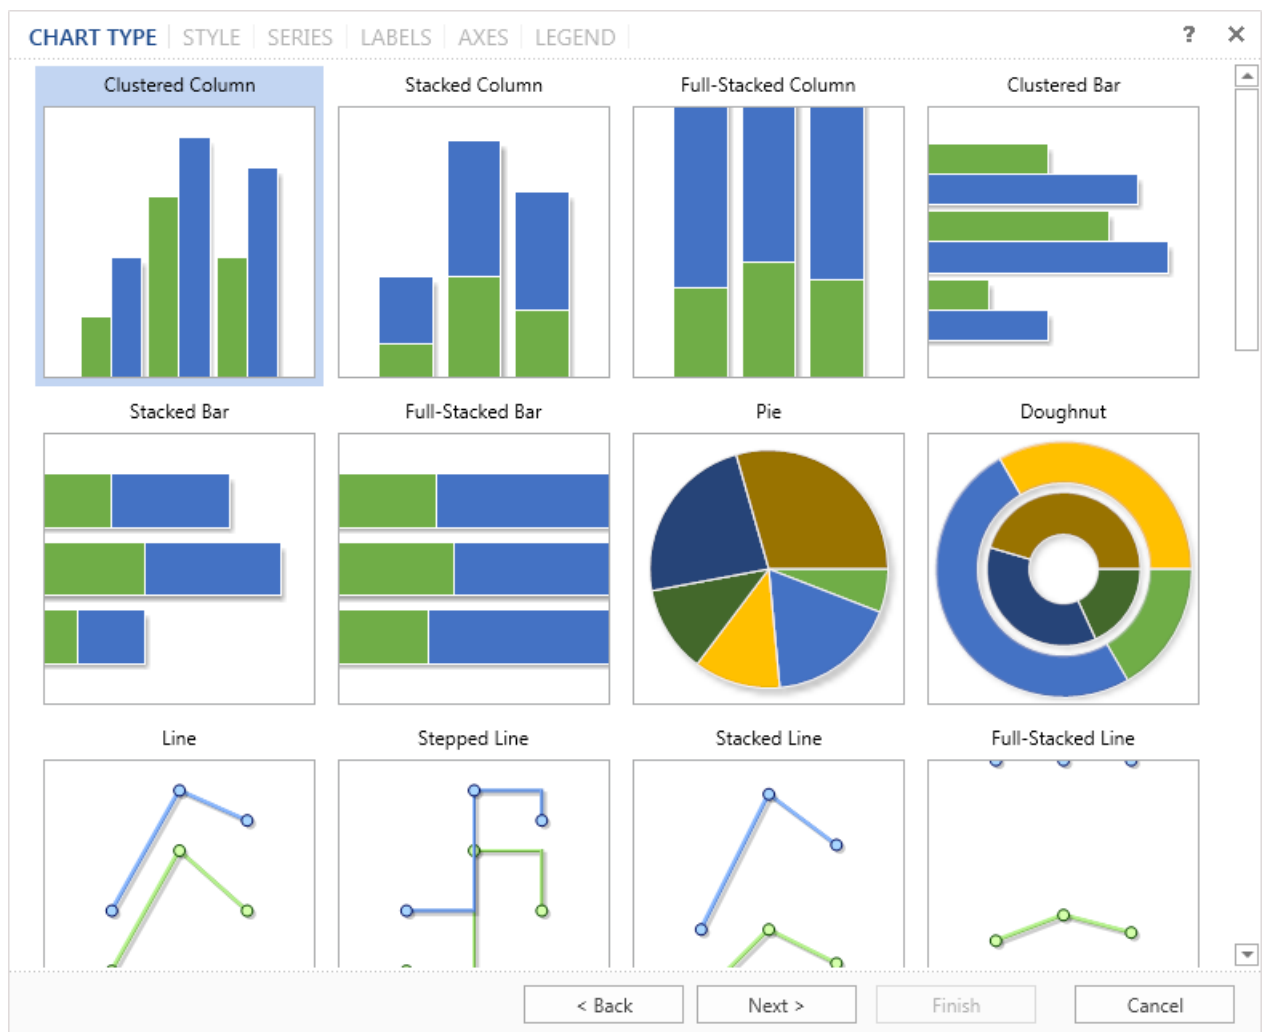 CHART TYPE STYLE SERIES LABELS AXES LEGEND ? ×
Clustered Column Stacked Column Full-Stacked Column Clustered Bar
Stacked Bar Full-Stacked Bar Pie Doughnut
Line Stepped Line Stacked Line Full-Stacked Line
< Back Next > Finish Cancel